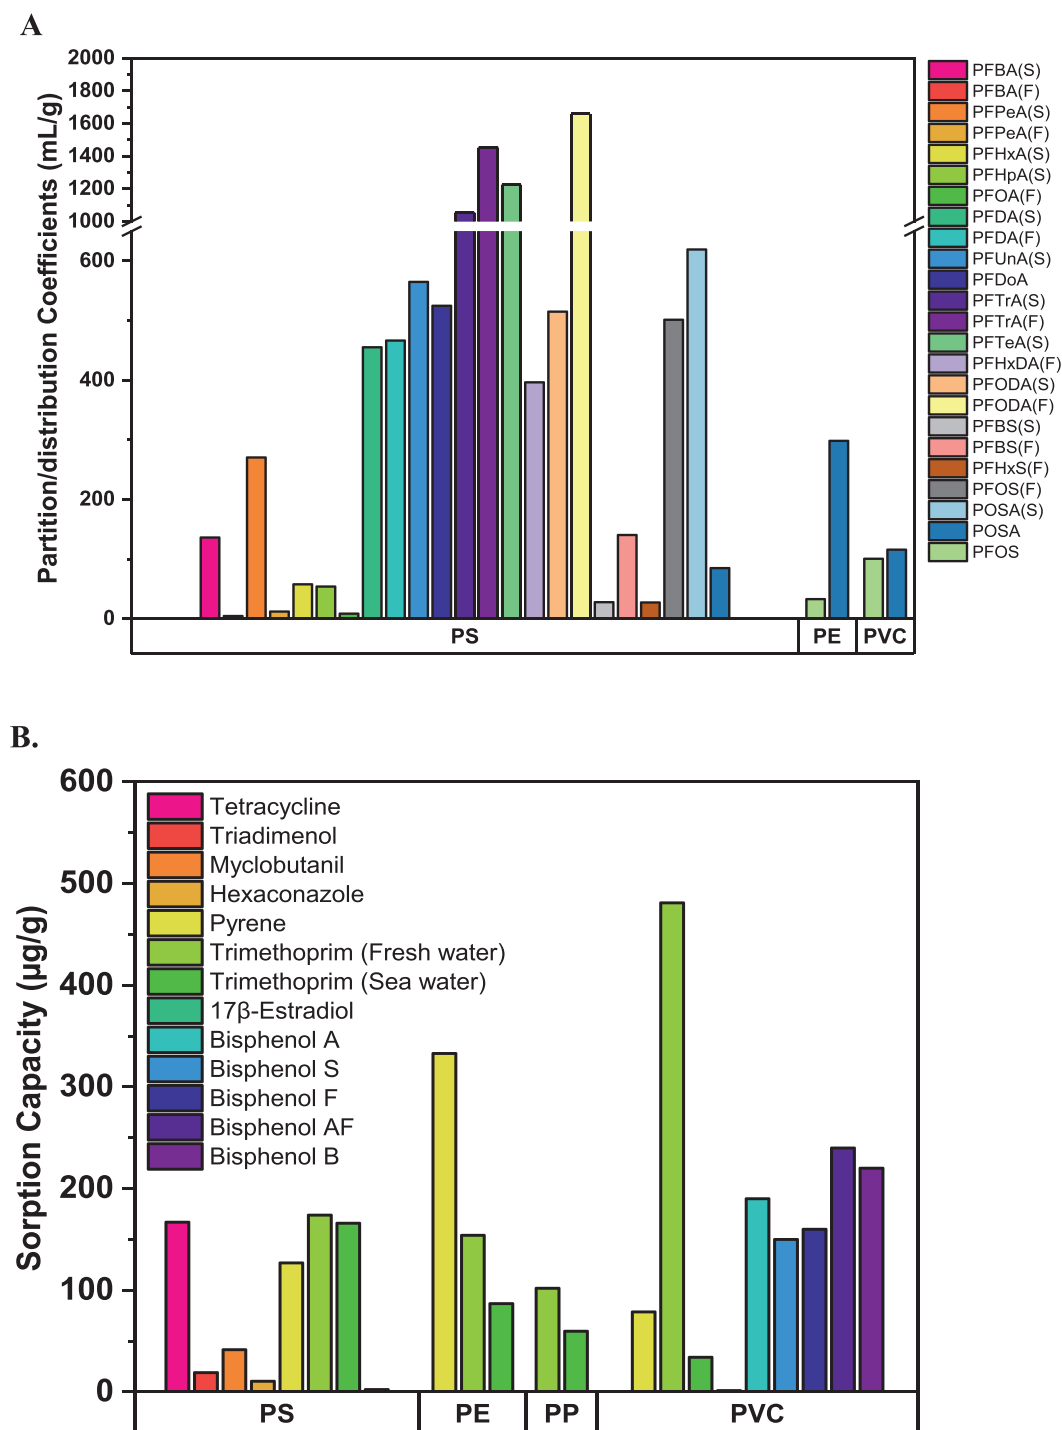 A
Partition/distribution Coefficients (mL/g)
2000
1800
1600
1400
1200
1000
600
400
200
0
PS
PE
PVC
PFBA(S)
PFBA(F)
PFPeA(S)
PFPeA(F)
PFHxA(S)
PFHpA(S)
PFOA(F)
PFDA(S)
PFDA(F)
PFUnA(S)
PFDoA
PFTrA(S)
PFTrA(F)
PFTeA(S)
PFHxDA(F)
PFODA(S)
PFODA(F)
PFBS(S)
PFBS(F)
PFHxS(F)
PFOS(F)
POSA(S)
POSA
PFOS
B.
Sorption Capacity (µg/g)
600
500
400
300
200
100
0
Tetracycline
Triadimenol
Myclobutanil
Hexaconazole
Pyrene
Trimethoprim (Fresh water)
Trimethoprim (Sea water)
17β-Estradiol
Bisphenol A
Bisphenol S
Bisphenol F
Bisphenol AF
Bisphenol B
PS
PE
PP
PVC